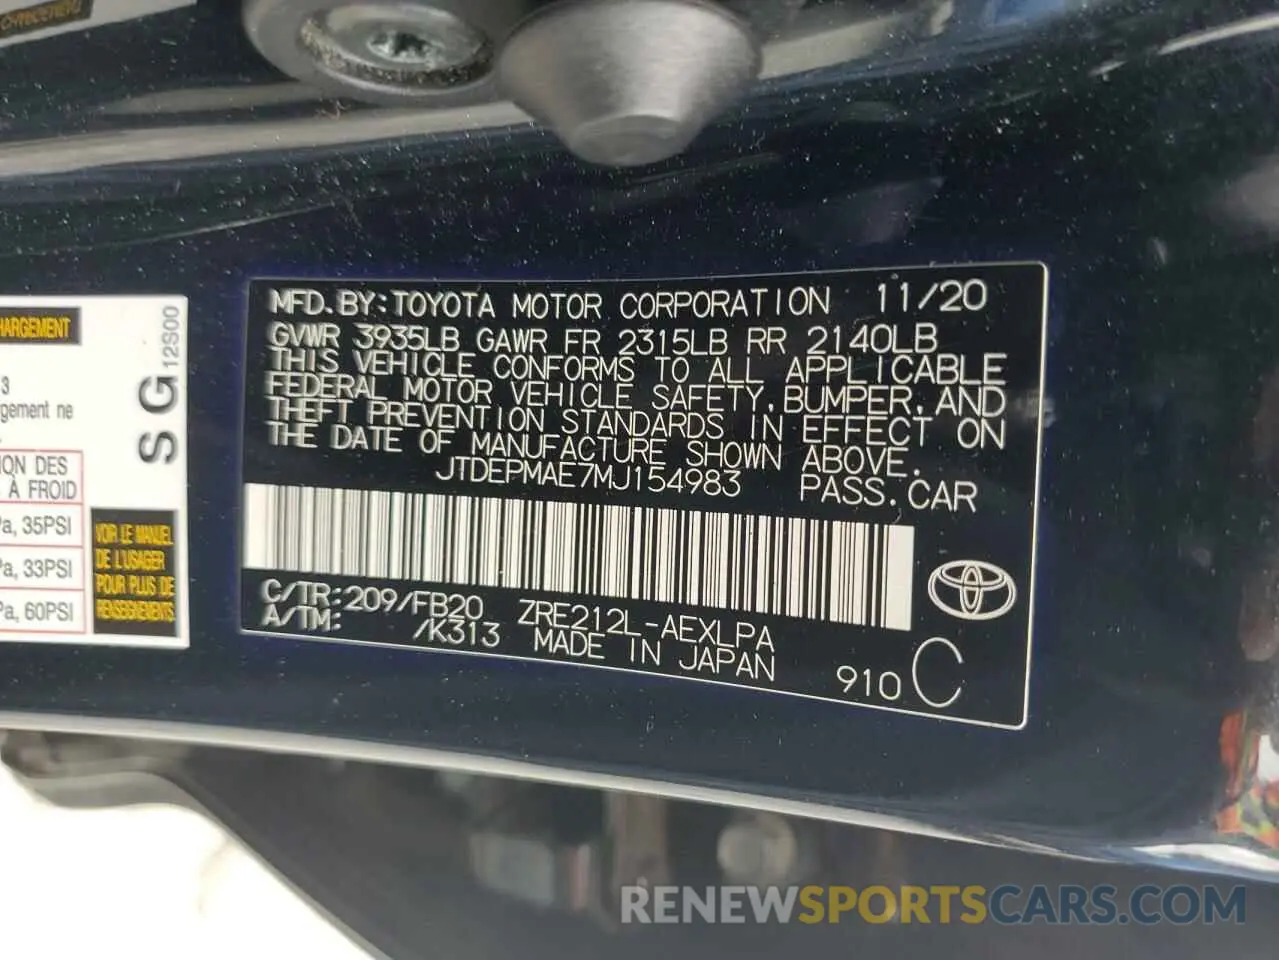 HARGEMENT
3
rgement ne
ION DES
À FROID
Pa, 35PSI
Pa, 33PSI
Pa, 60PSI
S G
12S00
VOIR LE MANUEL
DE L'USAGER
POUR PLUS DE
RENSEIGNEMENTS
MFD.BY:TOYOTA MOTOR CORPORATION 11/20
GVWR 3935LB GAWR FR 2315LB RR 2140LB
THIS VEHICLE CONFORMS TO ALL APPLICABLE
FEDERAL MOTOR VEHICLE SAFETY,BUMPER,AND
THEFT PREVENTION STANDARDS IN EFFECT ON
THE DATE OF MANUFACTURE SHOWN ABOVE.
JTDEPMAE7MJ154983 PASS.CAR
C/TR:209/FB20 ZRE212L-AEXLPA
A/TM: /K313 MADE IN JAPAN
910 C
RENEWSPORTSCARS.COM